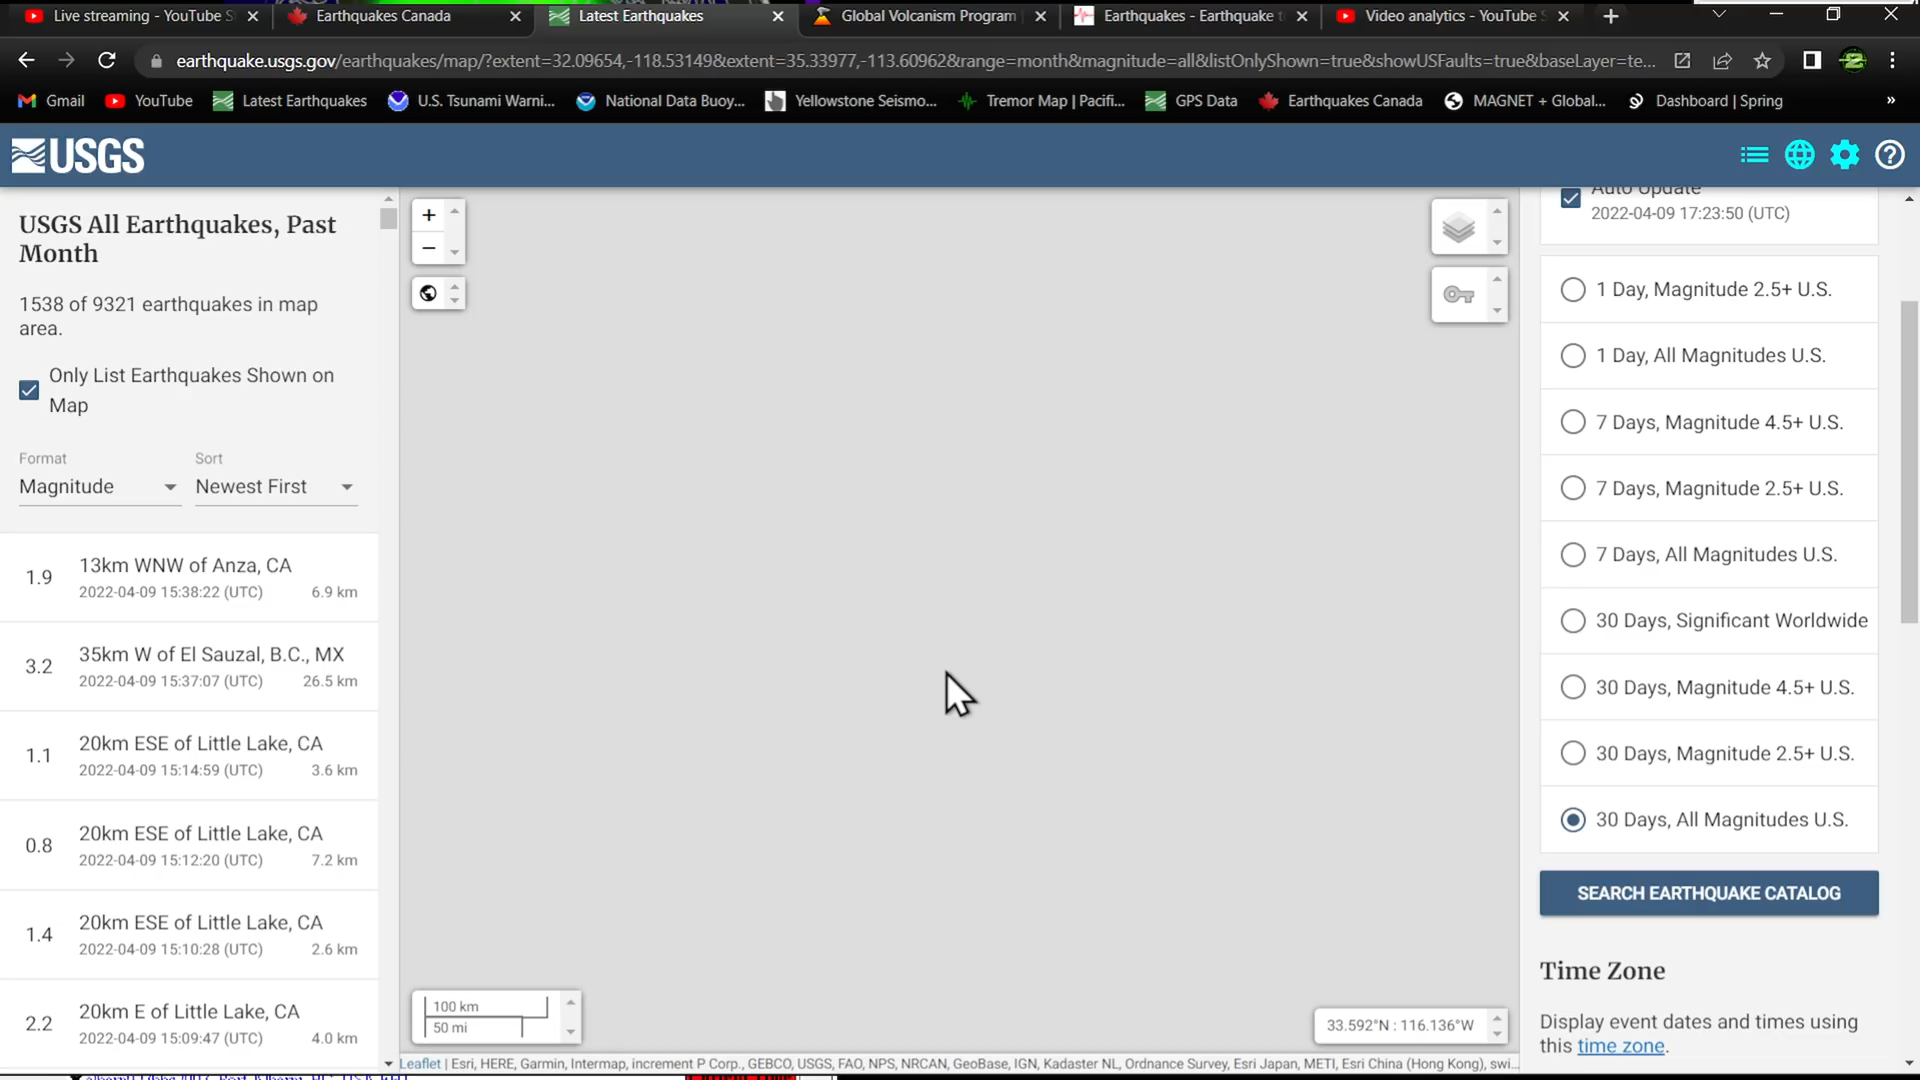 Live streaming - YouTube S
Earthquakes Canada
Latest Earthquakes
Global Volcanism Program
Earthquakes - Earthquake t
Video analytics - YouTube S
earthquake.usgs.gov/earthquakes/map/?extent=32.09654,-118.53149&extent=35.33977,-113.60962&range=month&magnitude=all&listOnlyShown=true&showUSFaults=true&baseLayer=te...
Gmail
YouTube
Latest Earthquakes
U.S. Tsunami Warni...
National Data Buoy...
Yellowstone Seismo...
Tremor Map | Pacifi...
GPS Data
Earthquakes Canada
MAGNET + Global...
Dashboard | Spring
»
USGS
USGS All Earthquakes, Past
Month
1538 of 9321 earthquakes in map
area.
Only List Earthquakes Shown on
Map
Format
Sort
Magnitude
Newest First
1.9
13km WNW of Anza, CA
2022-04-09 15:38:22 (UTC)
6.9 km
3.2
35km W of El Sauzal, B.C., MX
2022-04-09 15:37:07 (UTC)
26.5 km
1.1
20km ESE of Little Lake, CA
2022-04-09 15:14:59 (UTC)
3.6 km
0.8
20km ESE of Little Lake, CA
2022-04-09 15:12:20 (UTC)
7.2 km
1.4
20km ESE of Little Lake, CA
2022-04-09 15:10:28 (UTC)
2.6 km
2.2
20km E of Little Lake, CA
2022-04-09 15:09:47 (UTC)
4.0 km
+
−
100 km
50 mi
33.592°N : 116.136°W
Leaflet | Esri, HERE, Garmin, Intermap, increment P Corp., GEBCO, USGS, FAO, NPS, NRCAN, GeoBase, IGN, Kadaster NL, Ordnance Survey, Esri Japan, METI, Esri China (Hong Kong), swi...
Auto Update
2022-04-09 17:23:50 (UTC)
1 Day, Magnitude 2.5+ U.S.
1 Day, All Magnitudes U.S.
7 Days, Magnitude 4.5+ U.S.
7 Days, Magnitude 2.5+ U.S.
7 Days, All Magnitudes U.S.
30 Days, Significant Worldwide
30 Days, Magnitude 4.5+ U.S.
30 Days, Magnitude 2.5+ U.S.
30 Days, All Magnitudes U.S.
SEARCH EARTHQUAKE CATALOG
Time Zone
Display event dates and times using
this time zone.